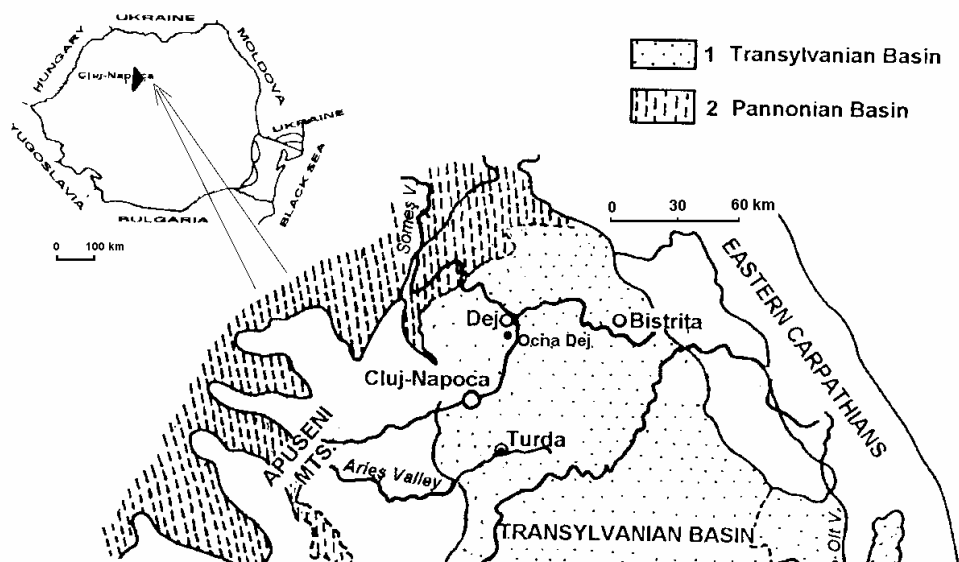 UKRAINE
HUNGARY
MOLDOVA
Cluj-Napoca
UKRAINE
YUGOSLAVIA
BLACK SEA
BULGARIA
0 100 km
1 Transylvanian Basin
2 Pannonian Basin
0 30 60 km
Someş V.
EASTERN CARPATHIANS
Dej
Bistriţa
Ocna Dej
Cluj-Napoca
Turda
APUSENI
MTS.
Aries Valley
TRANSYLVANIAN BASIN
Olt V.